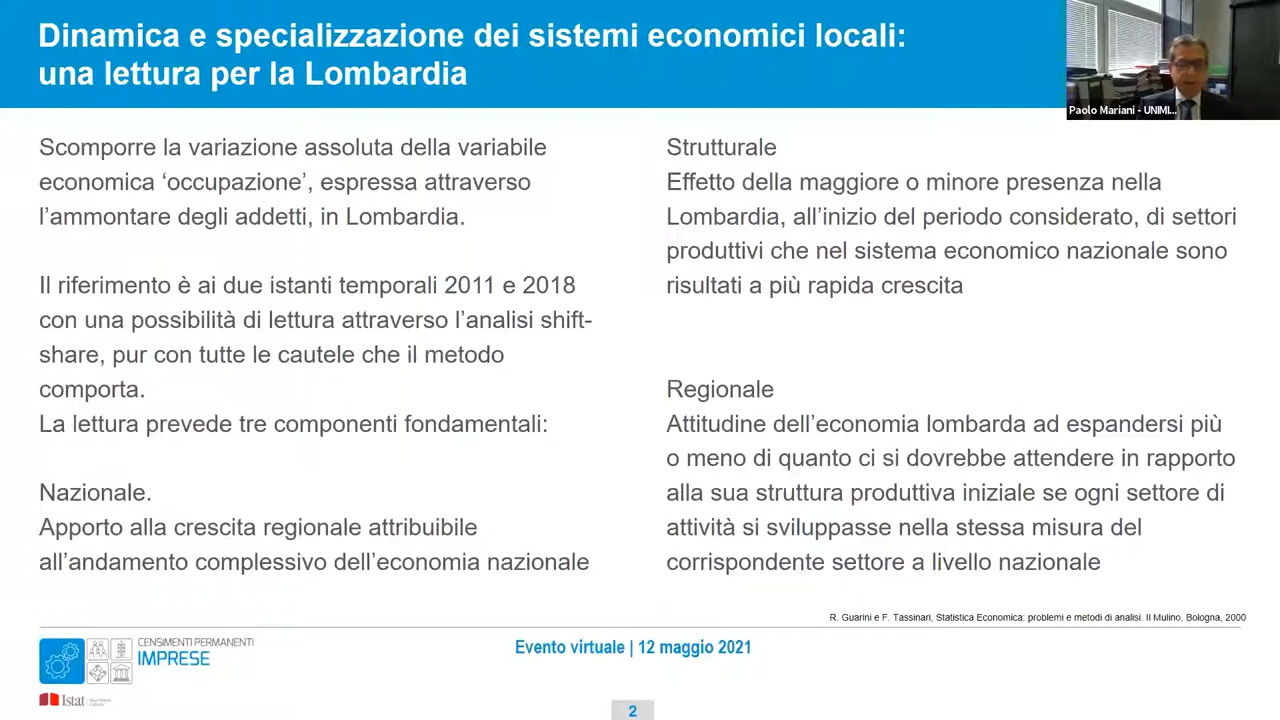 Dinamica e specializzazione dei sistemi economici locali:
una lettura per la Lombardia
Paolo Mariani - UNIMI...
Scomporre la variazione assoluta della variabile
economica ‘occupazione’, espressa attraverso
l’ammontare degli addetti, in Lombardia.
Il riferimento è ai due istanti temporali 2011 e 2018
con una possibilità di lettura attraverso l’analisi shift-
share, pur con tutte le cautele che il metodo
comporta.
La lettura prevede tre componenti fondamentali:
Nazionale.
Apporto alla crescita regionale attribuibile
all’andamento complessivo dell’economia nazionale
Strutturale
Effetto della maggiore o minore presenza nella
Lombardia, all’inizio del periodo considerato, di settori
produttivi che nel sistema economico nazionale sono
risultati a più rapida crescita
Regionale
Attitudine dell’economia lombarda ad espandersi più
o meno di quanto ci si dovrebbe attendere in rapporto
alla sua struttura produttiva iniziale se ogni settore di
attività si sviluppasse nella stessa misura del
corrispondente settore a livello nazionale
R. Guarini e F. Tassinari, Statistica Economica: problemi e metodi di analisi. Il Mulino, Bologna, 2000
CENSIMENTI PERMANENTI
IMPRESE
Evento virtuale | 12 maggio 2021
Istat
2